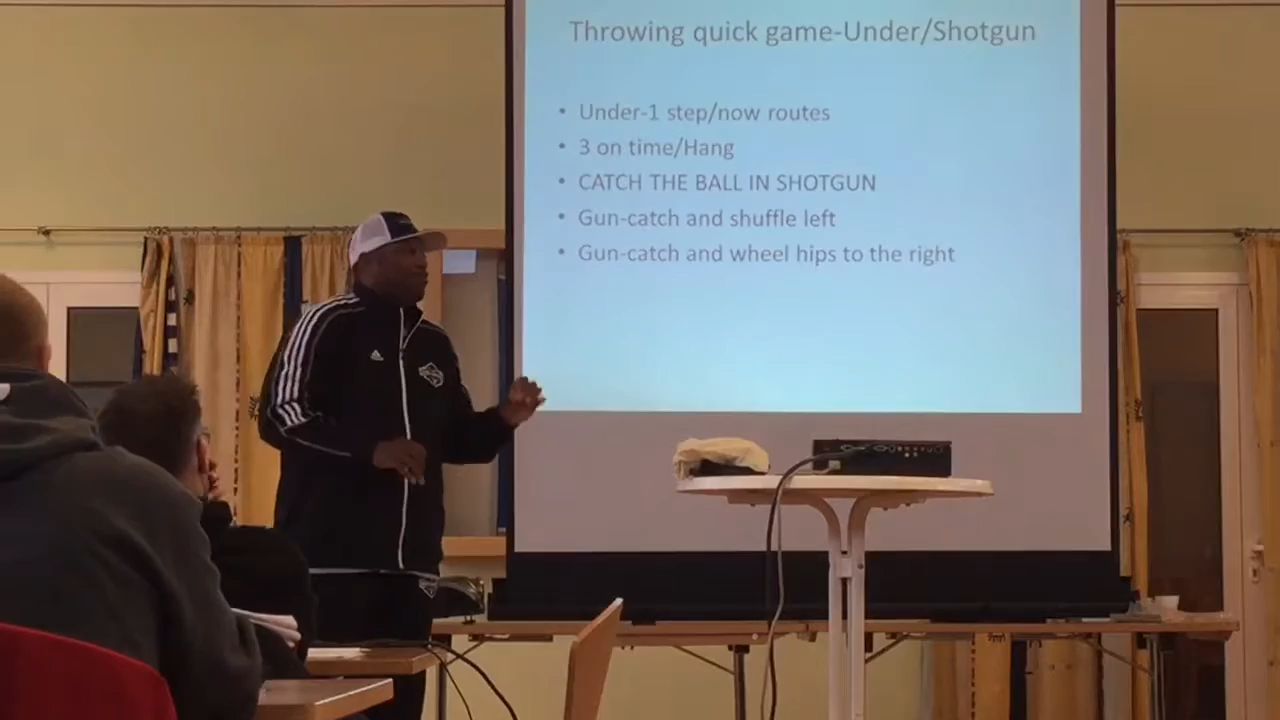 Throwing quick game-Under/Shotgun
• Under-1 step/now routes
• 3 on time/Hang
• CATCH THE BALL IN SHOTGUN
• Gun-catch and shuffle left
• Gun-catch and wheel hips to the right